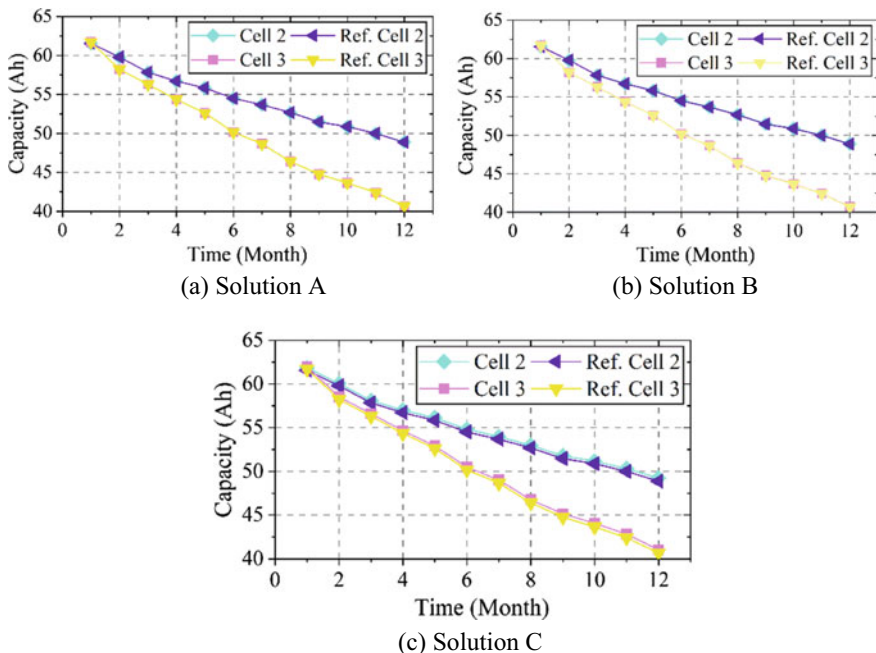 65
60
55
50
45
40
Capacity (Ah)
Cell 2 Ref. Cell 2
Cell 3 Ref. Cell 3
0 2 4 6 8 10 12
Time (Month)
(a) Solution A
65
60
55
50
45
40
Capacity (Ah)
Cell 2 Ref. Cell 2
Cell 3 Ref. Cell 3
0 2 4 6 8 10 12
Time (Month)
(b) Solution B
65
60
55
50
45
40
Capacity (Ah)
Cell 2 Ref. Cell 2
Cell 3 Ref. Cell 3
0 2 4 6 8 10 12
Time (Month)
(c) Solution C